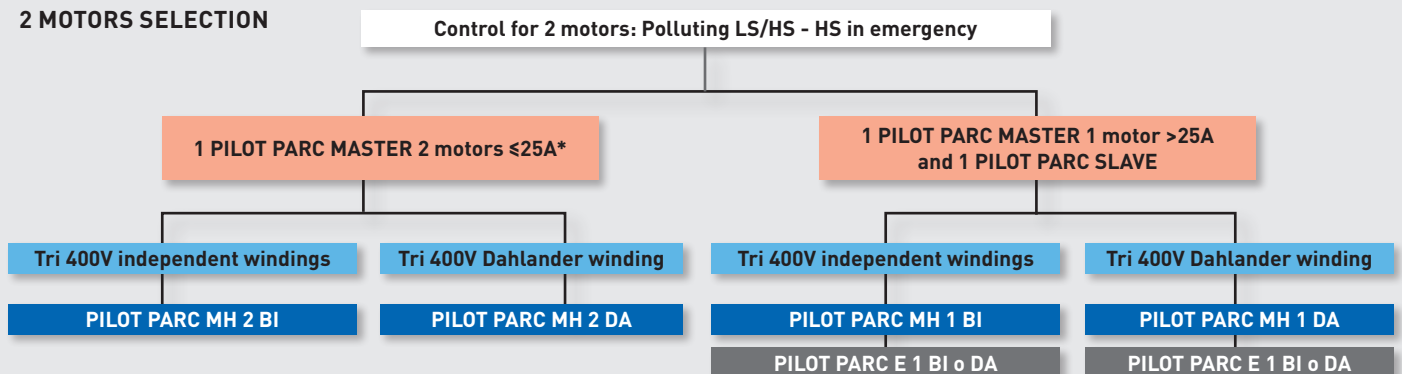 2 MOTORS SELECTION
Control for 2 motors: Polluting LS/HS - HS in emergency
1 PILOT PARC MASTER 2 motors ≤25A*
1 PILOT PARC MASTER 1 motor >25A
and 1 PILOT PARC SLAVE
Tri 400V independent windings
Tri 400V Dahlander winding
Tri 400V independent windings
Tri 400V Dahlander winding
PILOT PARC MH 2 BI
PILOT PARC MH 2 DA
PILOT PARC MH 1 BI
PILOT PARC MH 1 DA
PILOT PARC E 1 BI o DA
PILOT PARC E 1 BI o DA